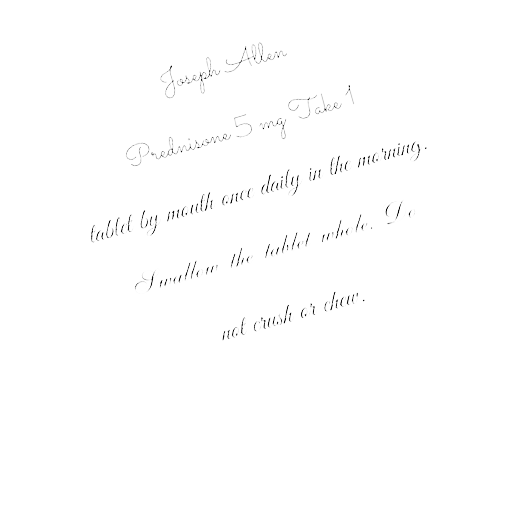 Joseph Allen
Prednisone 5 mg Take 1
tablet by mouth once daily in the morning.
Swallow the tablet whole. Do
not crush or chew.